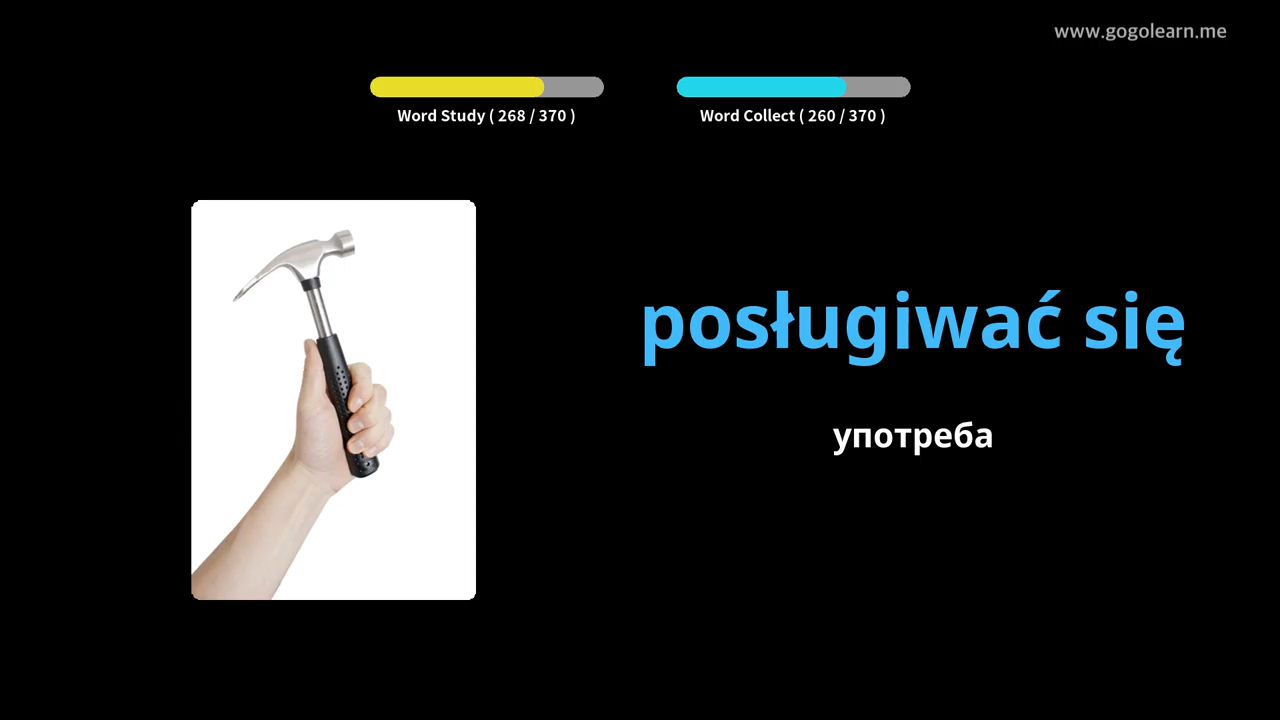 www.gogolearn.me
Word Study ( 268 / 370 )
Word Collect ( 260 / 370 )
posługiwać się
употреба